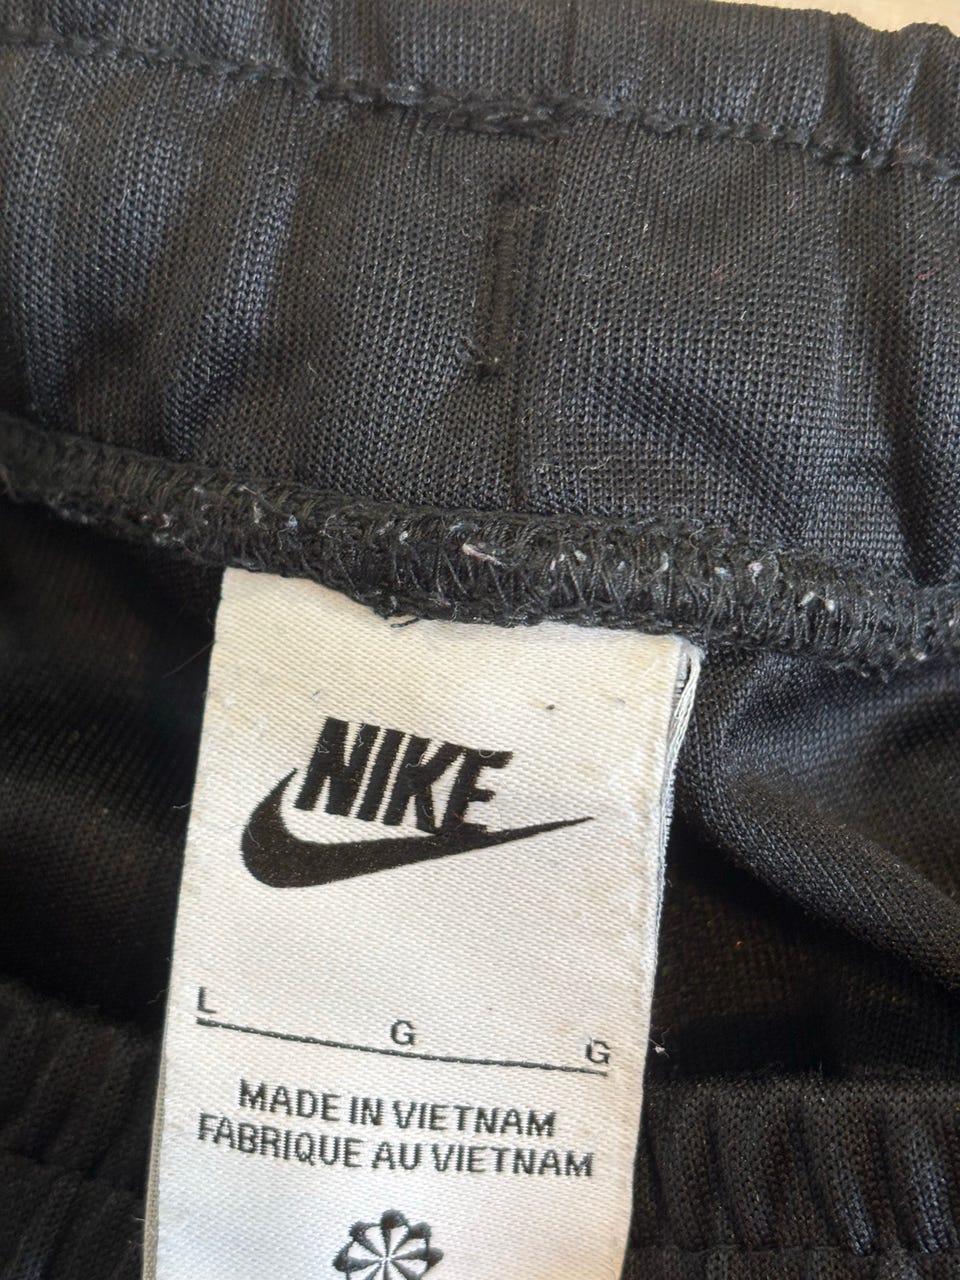 NIKE
L G G
MADE IN VIETNAM
FABRIQUE AU VIETNAM